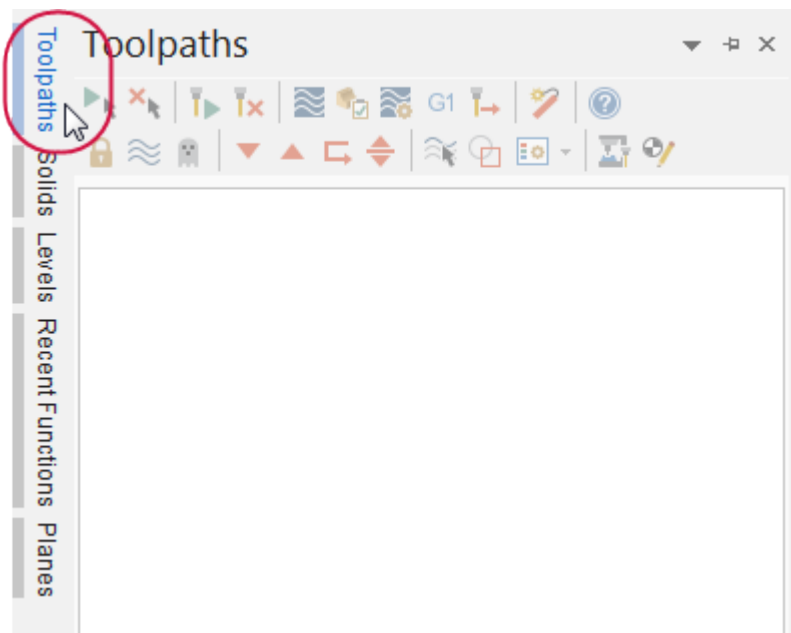 Toolpaths
G1
Toolpaths
Solids
Levels
Recent Functions
Planes